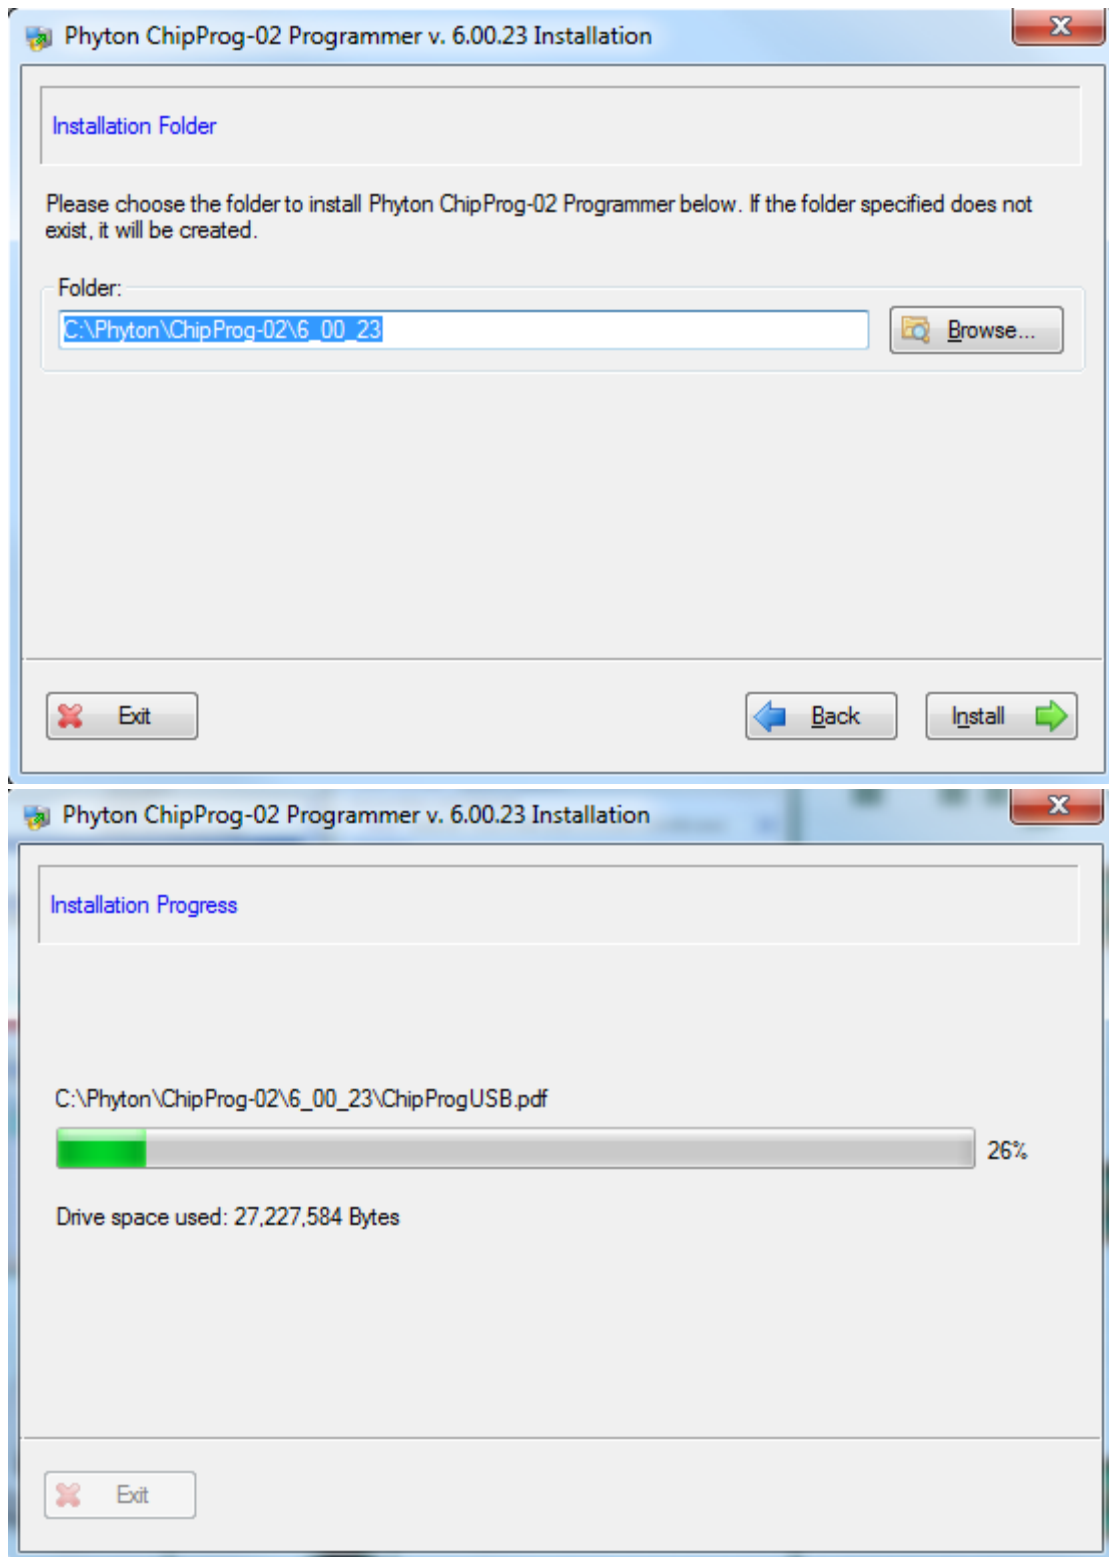 Phyton ChipProg-02 Programmer v. 6.00.23 Installation
Installation Folder
Please choose the folder to install Phyton ChipProg-02 Programmer below. If the folder specified does not
exist, it will be created.
Folder:
C:\Phyton\ChipProg-02\6_00_23
Browse...
Exit
Back
Install
Phyton ChipProg-02 Programmer v. 6.00.23 Installation
Installation Progress
C:\Phyton\ChipProg-02\6_00_23\ChipProgUSB.pdf
26%
Drive space used: 27,227,584 Bytes
Exit